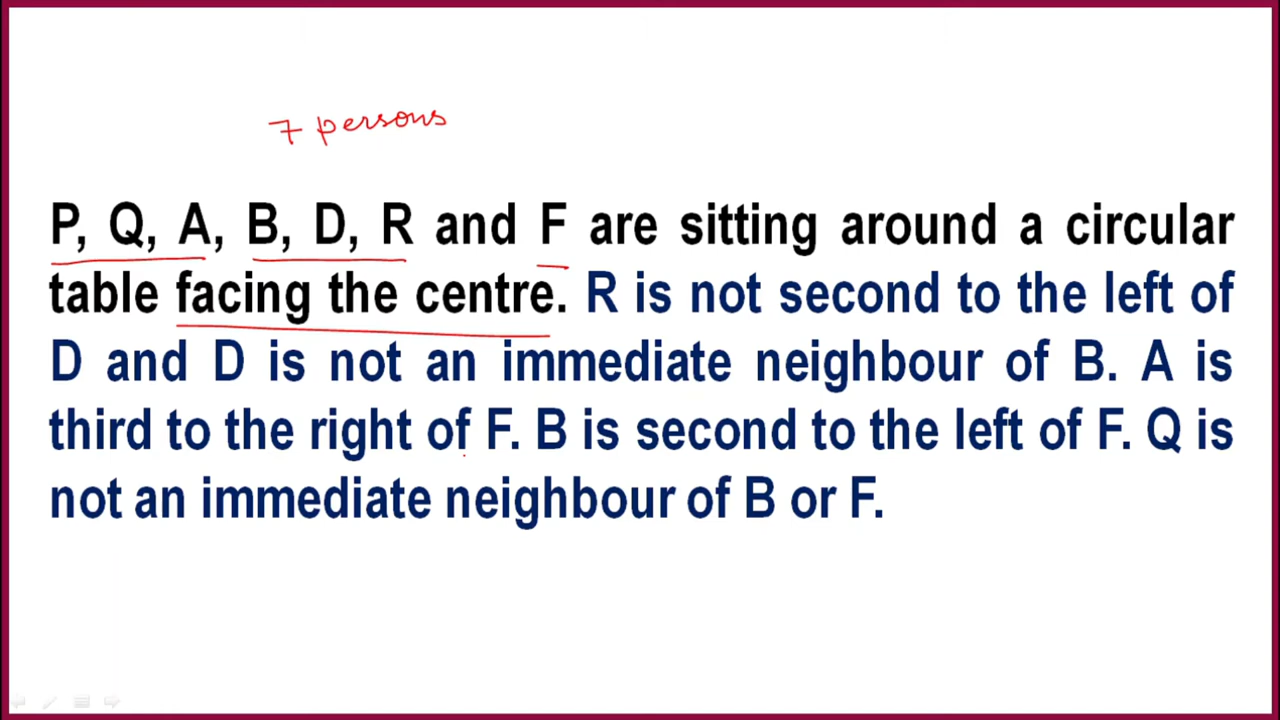 7 persons
P, Q, A, B, D, R and F are sitting around a circular
table facing the centre. R is not second to the left of
D and D is not an immediate neighbour of B. A is
third to the right of F. B is second to the left of F. Q is
not an immediate neighbour of B or F.